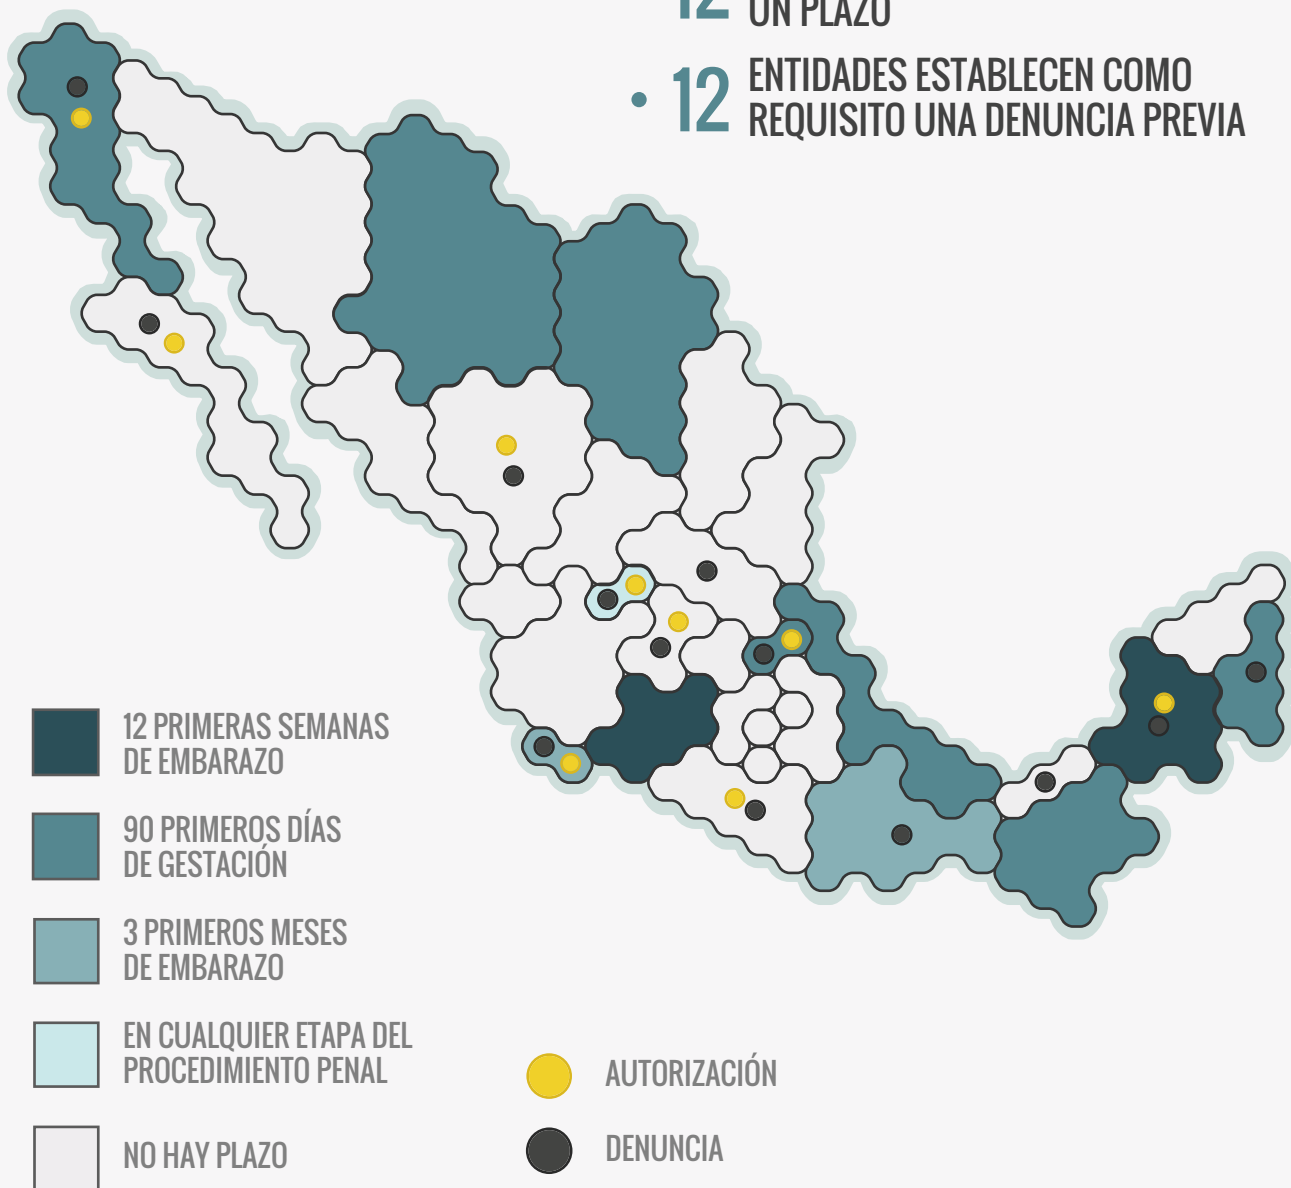 12
UN PLAZO
• 12 ENTIDADES ESTABLECEN COMO
REQUISITO UNA DENUNCIA PREVIA
12 PRIMERAS SEMANAS
DE EMBARAZO
90 PRIMEROS DÍAS
DE GESTACIÓN
3 PRIMEROS MESES
DE EMBARAZO
EN CUALQUIER ETAPA DEL
PROCEDIMIENTO PENAL
NO HAY PLAZO
AUTORIZACIÓN
DENUNCIA